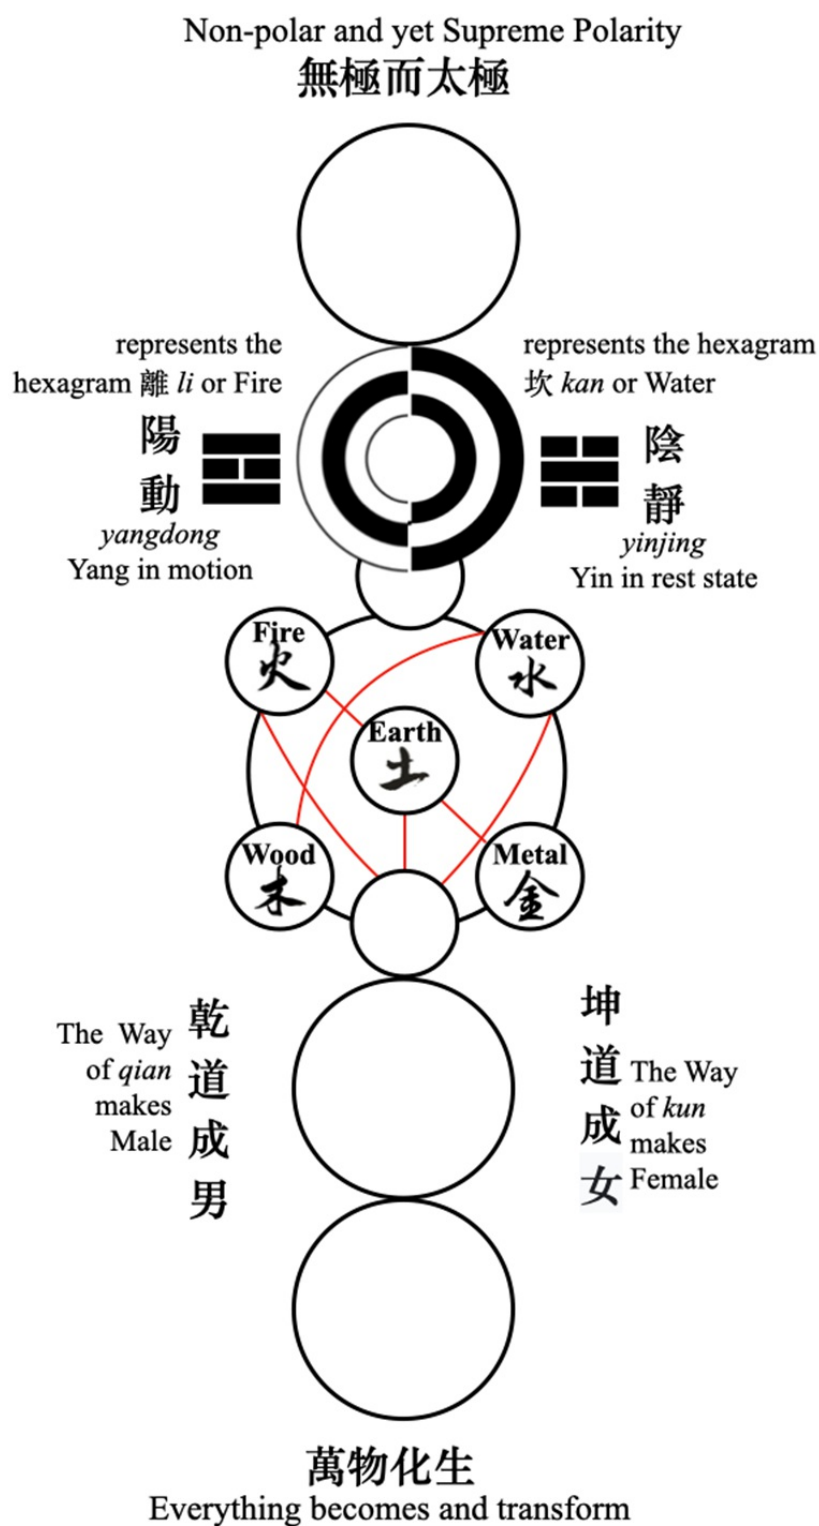 Non-polar and yet Supreme Polarity
無極而太極
represents the
hexagram 離 li or Fire
陽
動
yangdong
Yang in motion
represents the hexagram
坎 kan or Water
陰
靜
yinjing
Yin in rest state
Fire
火
Water
水
Earth
土
Wood
木
Metal
金
The Way
of qian
makes
Male
乾
道
成
男
坤
道
成
女
The Way
of kun
makes
Female
萬物化生
Everything becomes and transform